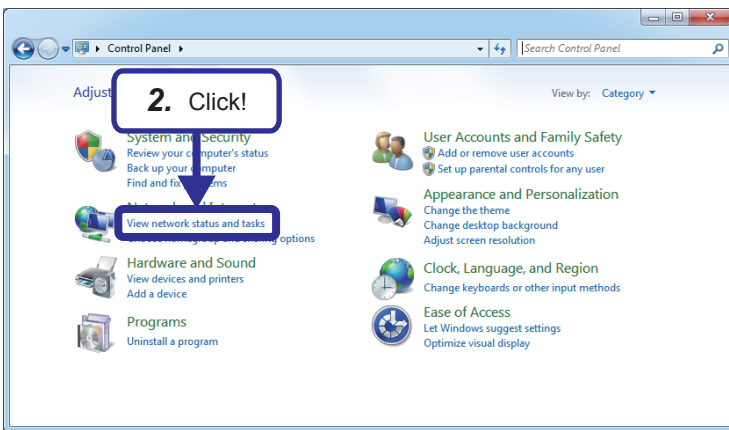 Control Panel
Search Control Panel
Adjust
View by: Category
2. Click!
System and Security
Review your computer's status
Back up your computer
Find and fix
View network status and tasks
Choose homegroup and sharing options
Hardware and Sound
View devices and printers
Add a device
Programs
Uninstall a program
User Accounts and Family Safety
Add or remove user accounts
Set up parental controls for any user
Appearance and Personalization
Change the theme
Change desktop background
Adjust screen resolution
Clock, Language, and Region
Change keyboards or other input methods
Ease of Access
Let Windows suggest settings
Optimize visual display